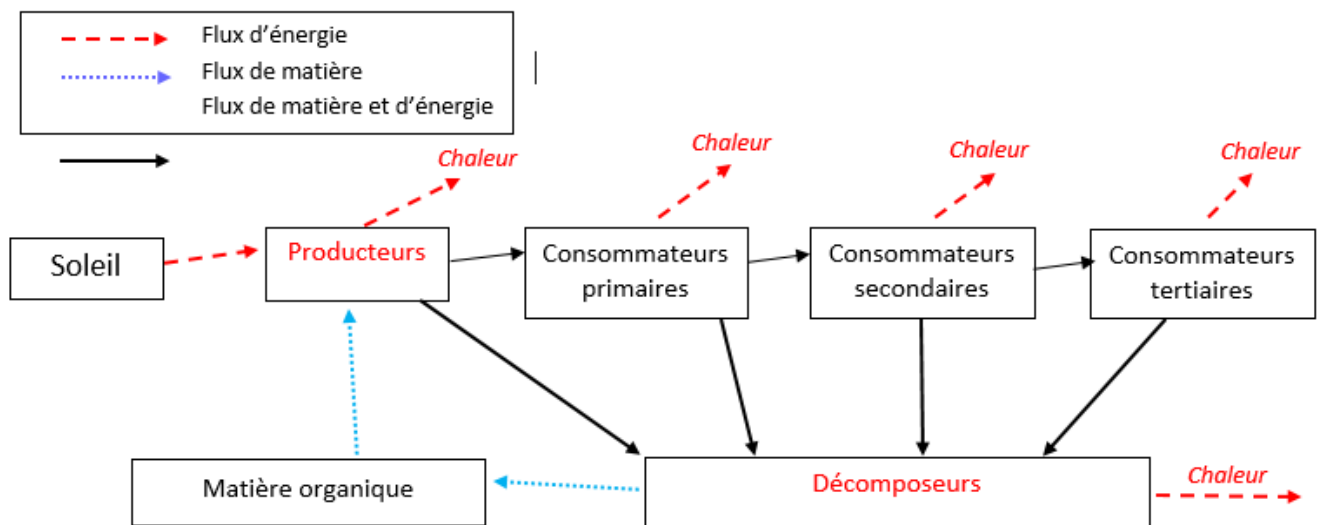 Flux d'énergie
Flux de matière
Flux de matière et d'énergie
Chaleur
Chaleur
Chaleur
Chaleur
Soleil
Producteurs
Consommateurs
primaires
Consommateurs
secondaires
Consommateurs
tertiaires
Matière organique
Décomposeurs
Chaleur